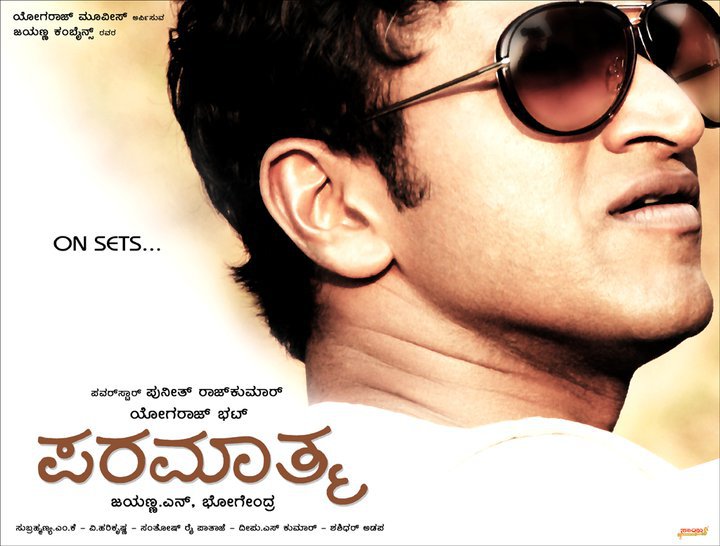 ಯೋಗರಾಜ್ ಮೂವೀಸ್ ಅರ್ಪಿಸುವ
ಜಯಣ್ಣ ಕಂಬೈನ್ಸ್ ರವರ
ON SETS...
ಪವರ್‌ಸ್ಟಾರ್ ಪುನೀತ್ ರಾಜ್‌ಕುಮಾರ್
ಯೋಗರಾಜ್ ಭಟ್
ಪರಮಾತ್ಮ
ಜಯಣ್ಣ.ಎನ್, ಭೋಗೇಂದ್ರ
ಸುಬ್ರಹ್ಮಣ್ಯ.ಎಂ.ಕೆ – ವಿ.ಹರಿಕೃಷ್ಣ – ಸಂತೋಷ್ ರೈ ಪಾತಾಜೆ – ದೀಪು.ಎಸ್ ಕುಮಾರ್ – ಶಶಿಧರ್ ಅಡಪ